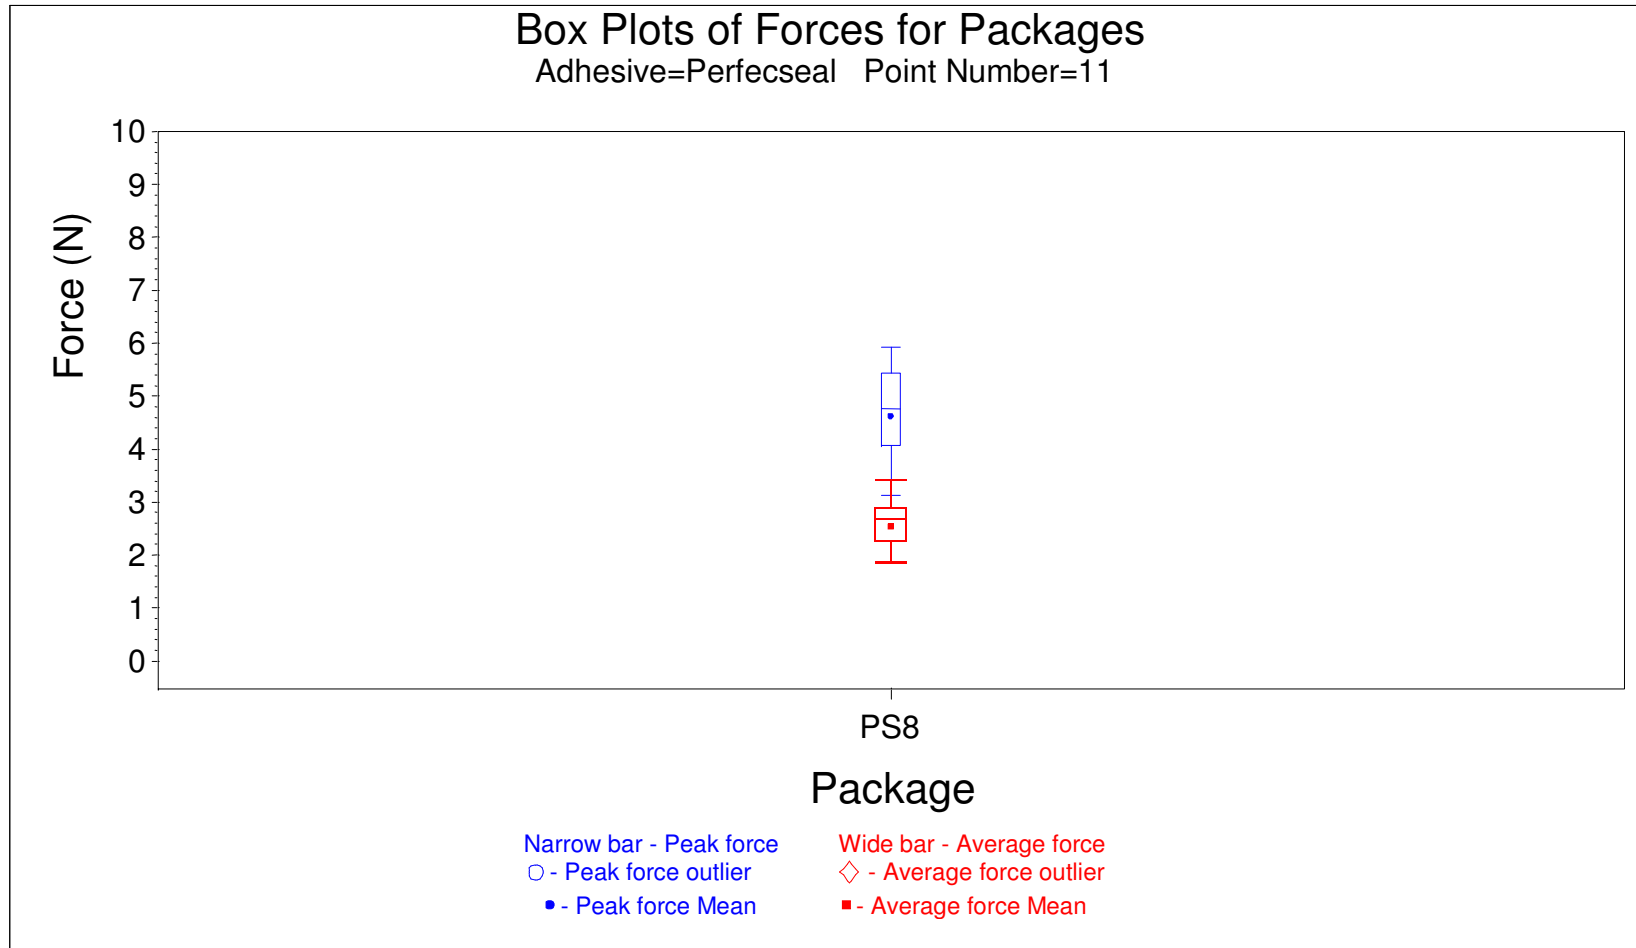 Box Plots of Forces for Packages
Adhesive=Perfecseal Point Number=11
Force (N)
10
9
8
7
6
5
4
3
2
1
0
PS8
Package
Narrow bar - Peak force Wide bar - Average force
- Peak force outlier - Average force outlier
- Peak force Mean - Average force Mean